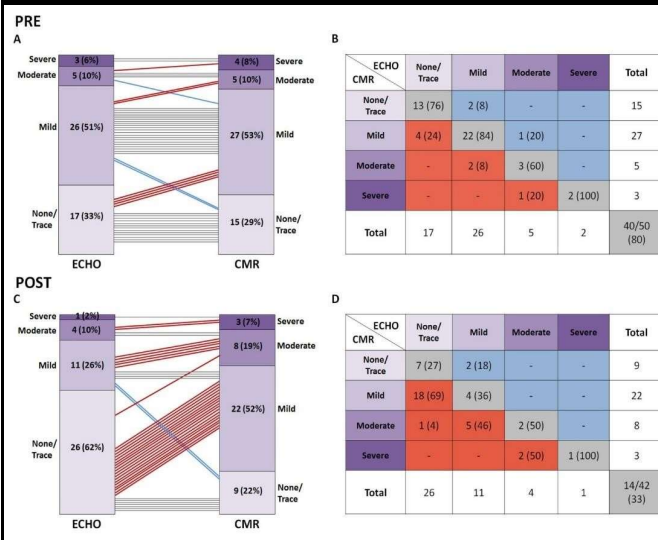 PRE
A
Severe 3 (6%) 4 (8%) Severe
Moderate 5 (10%) 5 (10%) Moderate
Mild 26 (51%) 27 (53%) Mild
None/
Trace 17 (33%) 15 (29%) None/
Trace
ECHO CMR
B
ECHO
CMR None/
Trace Mild Moderate Severe Total
None/
Trace 13 (76) 2 (8) - - 15
Mild 4 (24) 22 (84) 1 (20) - 27
Moderate - 2 (8) 3 (60) - 5
Severe - - 1 (20) 2 (100) 3
Total 17 26 5 2 40/50
(80)
POST
C
Severe 1 (2%) 3 (7%) Severe
Moderate 4 (10%) 8 (19%) Moderate
Mild 11 (26%) 22 (52%) Mild
None/
Trace 26 (62%) 9 (22%) None/
Trace
ECHO CMR
D
ECHO
CMR None/
Trace Mild Moderate Severe Total
None/
Trace 7 (27) 2 (18) - - 9
Mild 18 (69) 4 (36) - - 22
Moderate 1 (4) 5 (46) 2 (50) - 8
Severe - - 2 (50) 1 (100) 3
Total 26 11 4 1 14/42
(33)